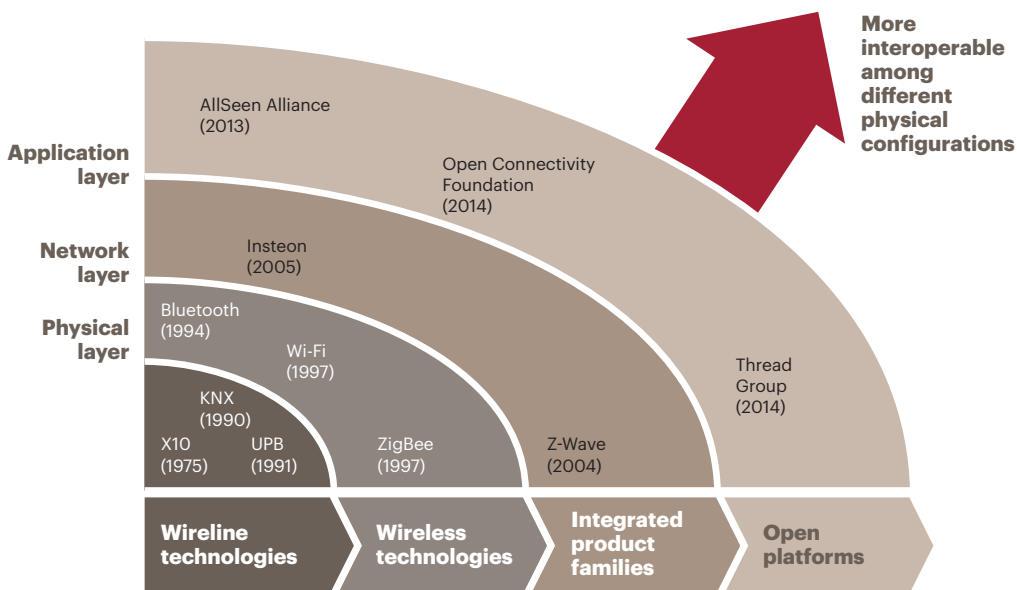 More
interoperable
among
different
physical
configurations
AllSeen Alliance
(2013)
Application
layer
Open Connectivity
Foundation
(2014)
Network
layer
Insteon
(2005)
Physical
layer
Bluetooth
(1994)
Wi-Fi
(1997)
Thread
Group
(2014)
KNX
(1990)
X10
(1975)
UPB
(1991)
ZigBee
(1997)
Z-Wave
(2004)
Wireline
technologies
Wireless
technologies
Integrated
product
families
Open
platforms